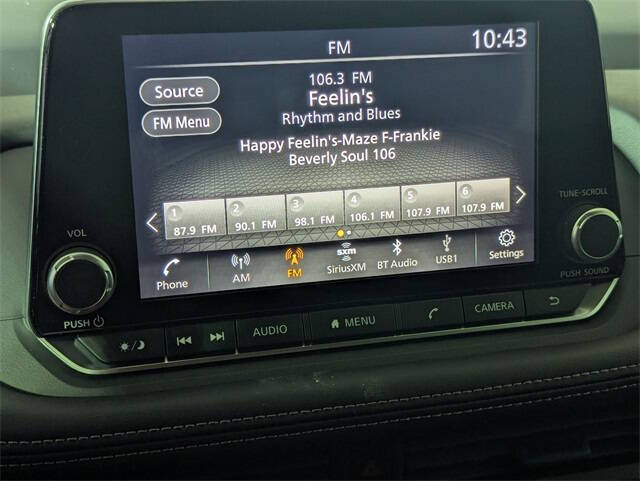 FM
10:43
Source
106.3 FM
Feelin's
FM Menu
Rhythm and Blues
Happy Feelin's-Maze F-Frankie
Beverly Soul 106
1 87.9 FM
2 90.1 FM
3 98.1 FM
4 106.1 FM
5 107.9 FM
6 107.9 FM
Phone
AM
FM
sxm
SiriusXM
BT Audio
USB1
Settings
VOL
PUSH
TUNE-SCROLL
PUSH SOUND
AUDIO
MENU
CAMERA